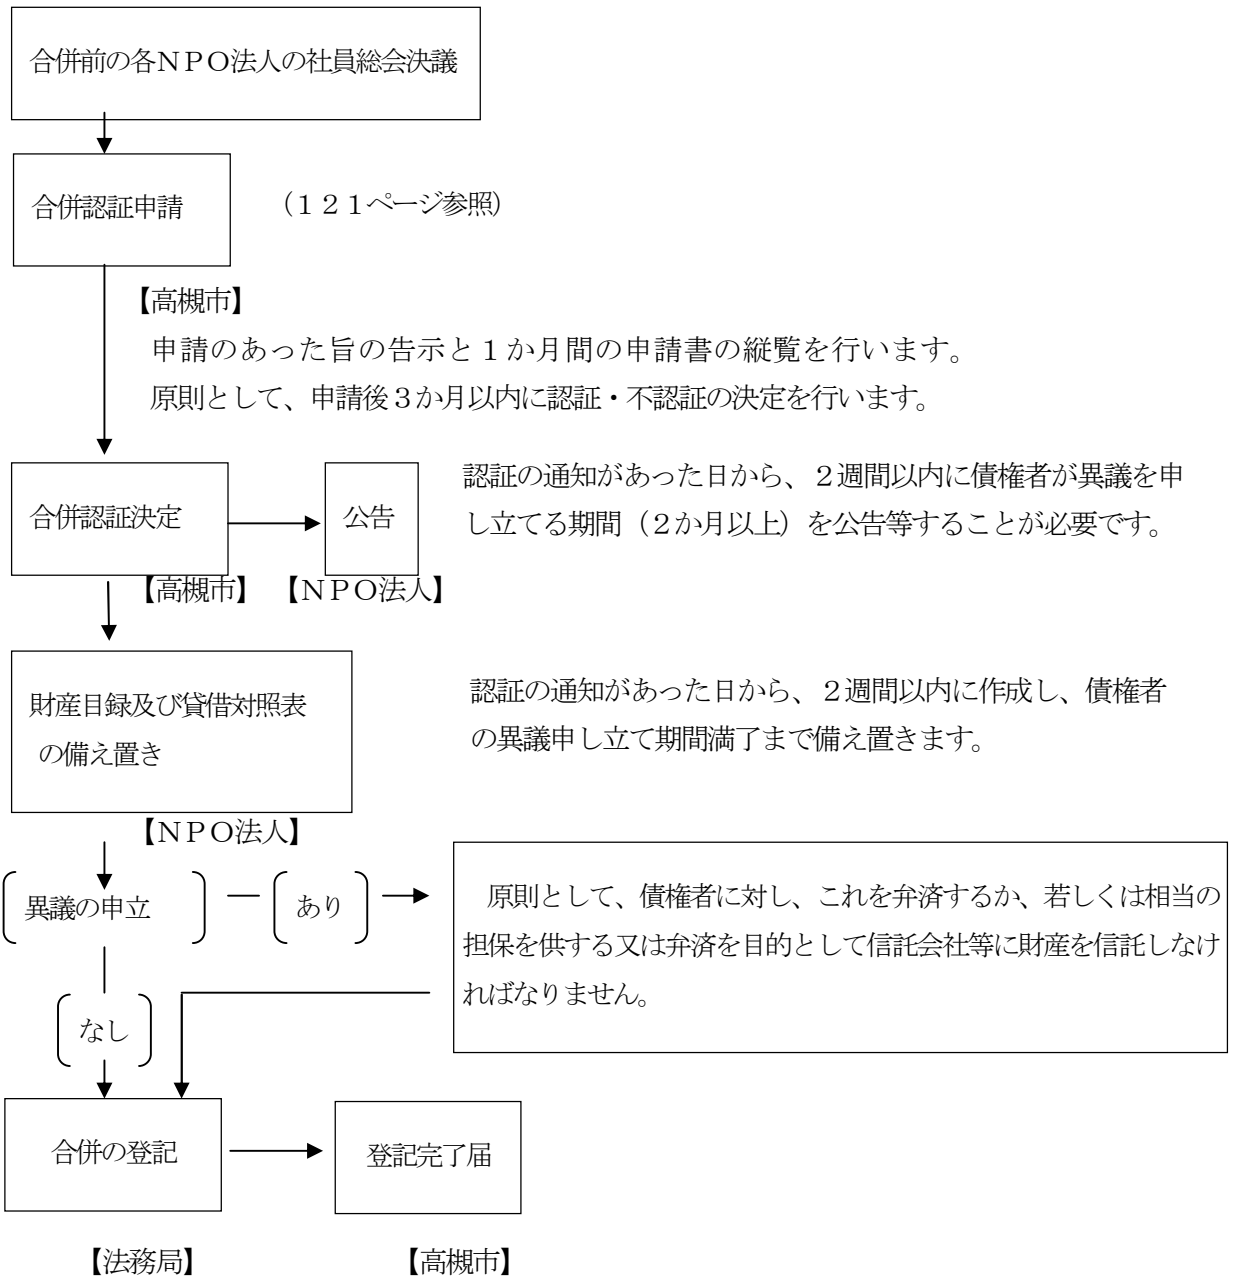 合併前の各ＮＰＯ法人の社員総会決議
合併認証申請
（１２１ページ参照）
【高槻市】
申請のあった旨の告示と１か月間の申請書の縦覧を行います。
原則として、申請後３か月以内に認証・不認証の決定を行います。
合併認証決定
公告
認証の通知があった日から、２週間以内に債権者が異議を申
し立てる期間（２か月以上）を公告等することが必要です。
【高槻市】
【ＮＰＯ法人】
財産目録及び貸借対照表
の備え置き
認証の通知があった日から、２週間以内に作成し、債権者
の異議申し立て期間満了まで備え置きます。
【ＮＰＯ法人】
異議の申立
あり
原則として、債権者に対し、これを弁済するか、若しくは相当の
担保を供する又は弁済を目的として信託会社等に財産を信託しなけ
ればなりません。
なし
合併の登記
登記完了届
【法務局】
【高槻市】